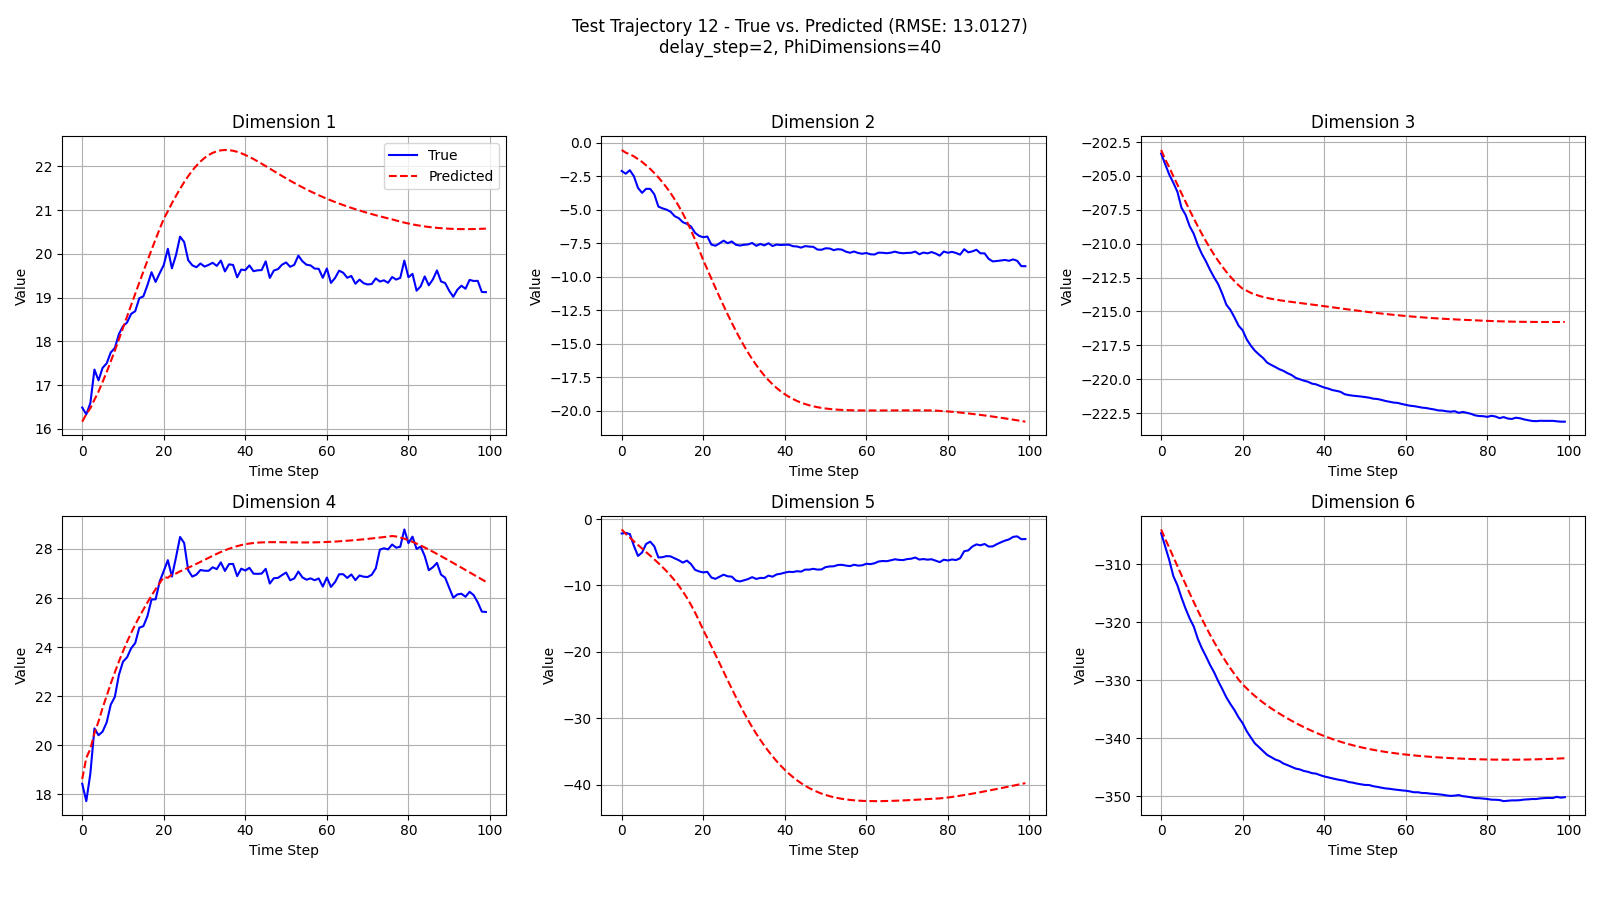 Test Trajectory 12 - True vs. Predicted (RMSE: 13.0127)
delay_step=2, PhiDimensions=40
Dimension 1
22
21
20
19
18
17
16
Value
0 20 40 60 80 100
Time Step
True
Predicted
Dimension 2
0.0
−2.5
−5.0
−7.5
−10.0
−12.5
−15.0
−17.5
−20.0
Value
0 20 40 60 80 100
Time Step
Dimension 3
−202.5
−205.0
−207.5
−210.0
−212.5
−215.0
−217.5
−220.0
−222.5
Value
0 20 40 60 80 100
Time Step
Dimension 4
28
26
24
22
20
18
Value
0 20 40 60 80 100
Time Step
Dimension 5
0
−10
−20
−30
−40
Value
0 20 40 60 80 100
Time Step
Dimension 6
−310
−320
−330
−340
−350
Value
0 20 40 60 80 100
Time Step